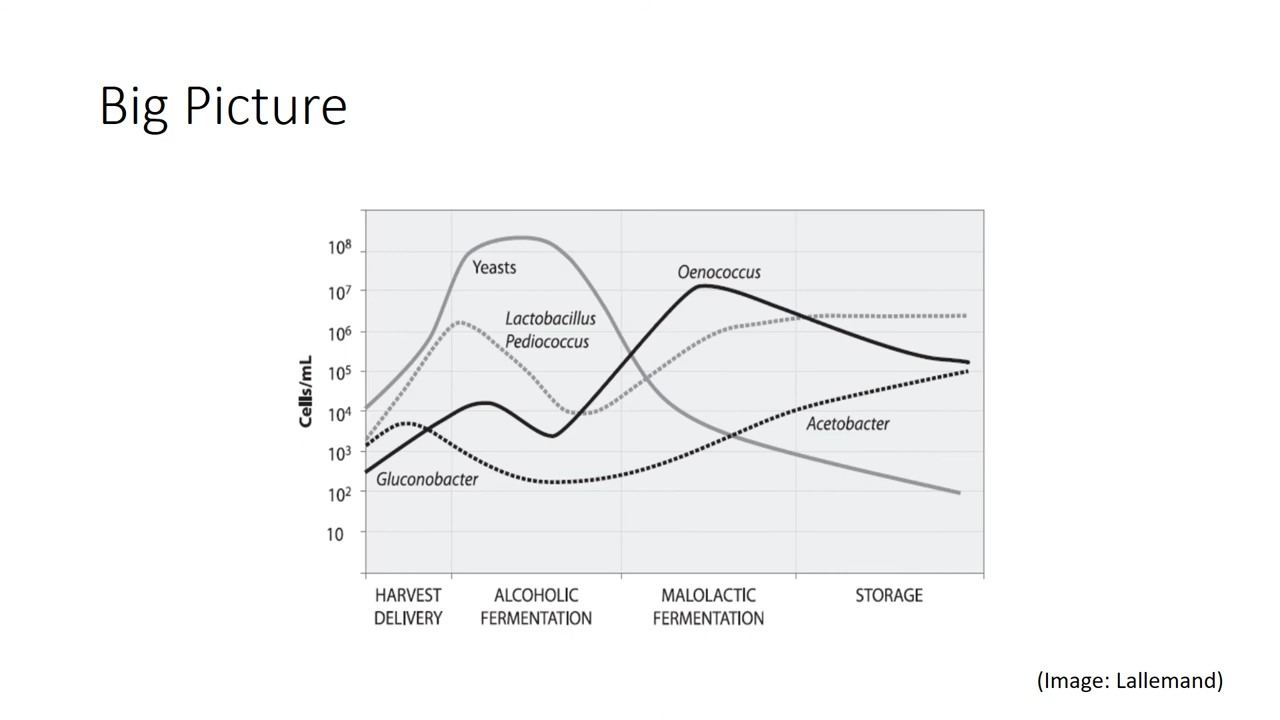 Big Picture
Cells/mL
10⁸
10⁷
10⁶
10⁵
10⁴
10³
10²
10
Yeasts
Lactobacillus
Pediococcus
Oenococcus
Gluconobacter
Acetobacter
HARVEST
DELIVERY
ALCOHOLIC
FERMENTATION
MALOLACTIC
FERMENTATION
STORAGE
(Image: Lallemand)